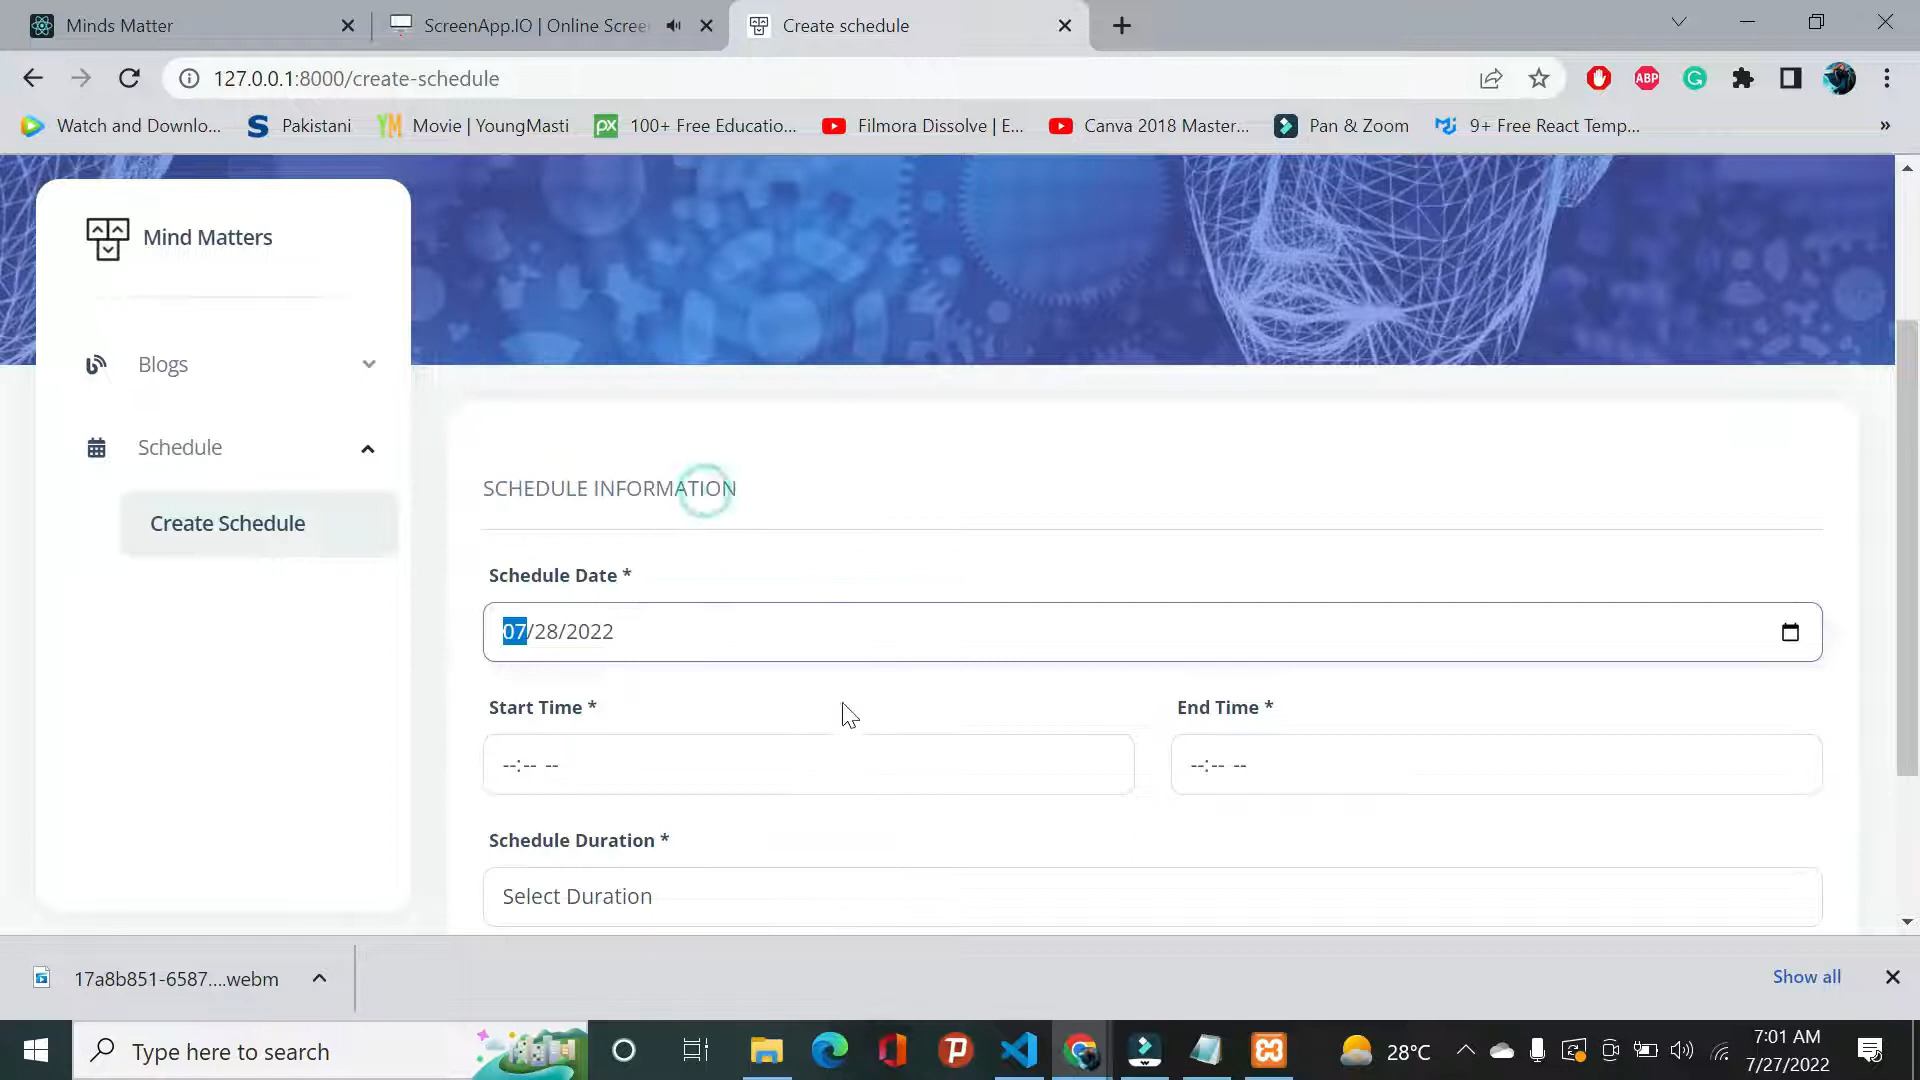 Minds Matter
ScreenApp.IO | Online Scree
Create schedule
127.0.0.1:8000/create-schedule
ABP
Watch and Downlo...
S Pakistani
YM Movie | YoungMasti
px 100+ Free Educatio...
Filmora Dissolve | E...
Canva 2018 Master...
Pan & Zoom
9+ Free React Temp...
»
Mind Matters
Blogs
Schedule
Create Schedule
SCHEDULE INFORMATION
Schedule Date *
07/28/2022
Start Time *
End Time *
--:-- --
--:-- --
Schedule Duration *
Select Duration
17a8b851-6587....webm
Show all
Type here to search
28°C
7:01 AM
7/27/2022